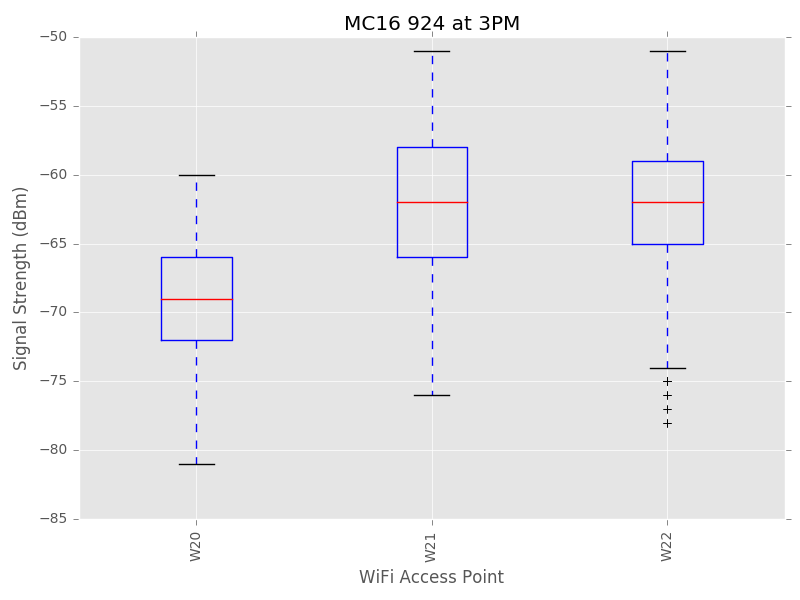 MC16 924 at 3PM
−50
−55
−60
−65
−70
−75
−80
−85
Signal Strength (dBm)
W20
W21
W22
WiFi Access Point